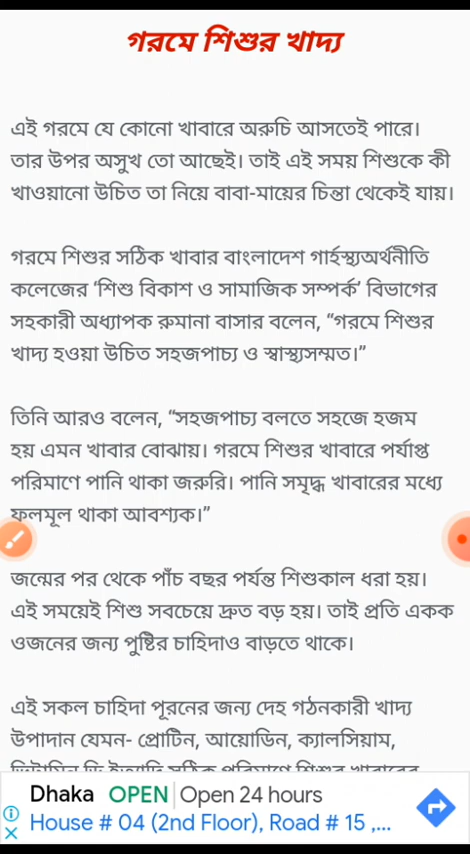 গরমে শিশুর খাদ্য
এই গরমে যে কোনো খাবারে অরুচি আসতেই পারে।
তার উপর অসুখ তো আছেই। তাই এই সময় শিশুকে কী
খাওয়ানো উচিত তা নিয়ে বাবা-মায়ের চিন্তা থেকেই যায়।
গরমে শিশুর সঠিক খাবার বাংলাদেশ গার্হস্থ্যঅর্থনীতি
কলেজের ‘শিশু বিকাশ ও সামাজিক সম্পর্ক’ বিভাগের
সহকারী অধ্যাপক রুমানা বাসার বলেন, “গরমে শিশুর
খাদ্য হওয়া উচিত সহজপাচ্য ও স্বাস্থ্যসম্মত।”
তিনি আরও বলেন, “সহজপাচ্য বলতে সহজে হজম
হয় এমন খাবার বোঝায়। গরমে শিশুর খাবারে পর্যাপ্ত
পরিমাণে পানি থাকা জরুরি। পানি সমৃদ্ধ খাবারের মধ্যে
ফলমূল থাকা আবশ্যক।”
জন্মের পর থেকে পাঁচ বছর পর্যন্ত শিশুকাল ধরা হয়।
এই সময়েই শিশু সবচেয়ে দ্রুত বড় হয়। তাই প্রতি একক
ওজনের জন্য পুষ্টির চাহিদাও বাড়তে থাকে।
এই সকল চাহিদা পূরনের জন্য দেহ গঠনকারী খাদ্য
উপাদান যেমন- প্রোটিন, আয়োডিন, ক্যালসিয়াম,
Dhaka OPEN Open 24 hours
House # 04 (2nd Floor), Road # 15 ,...